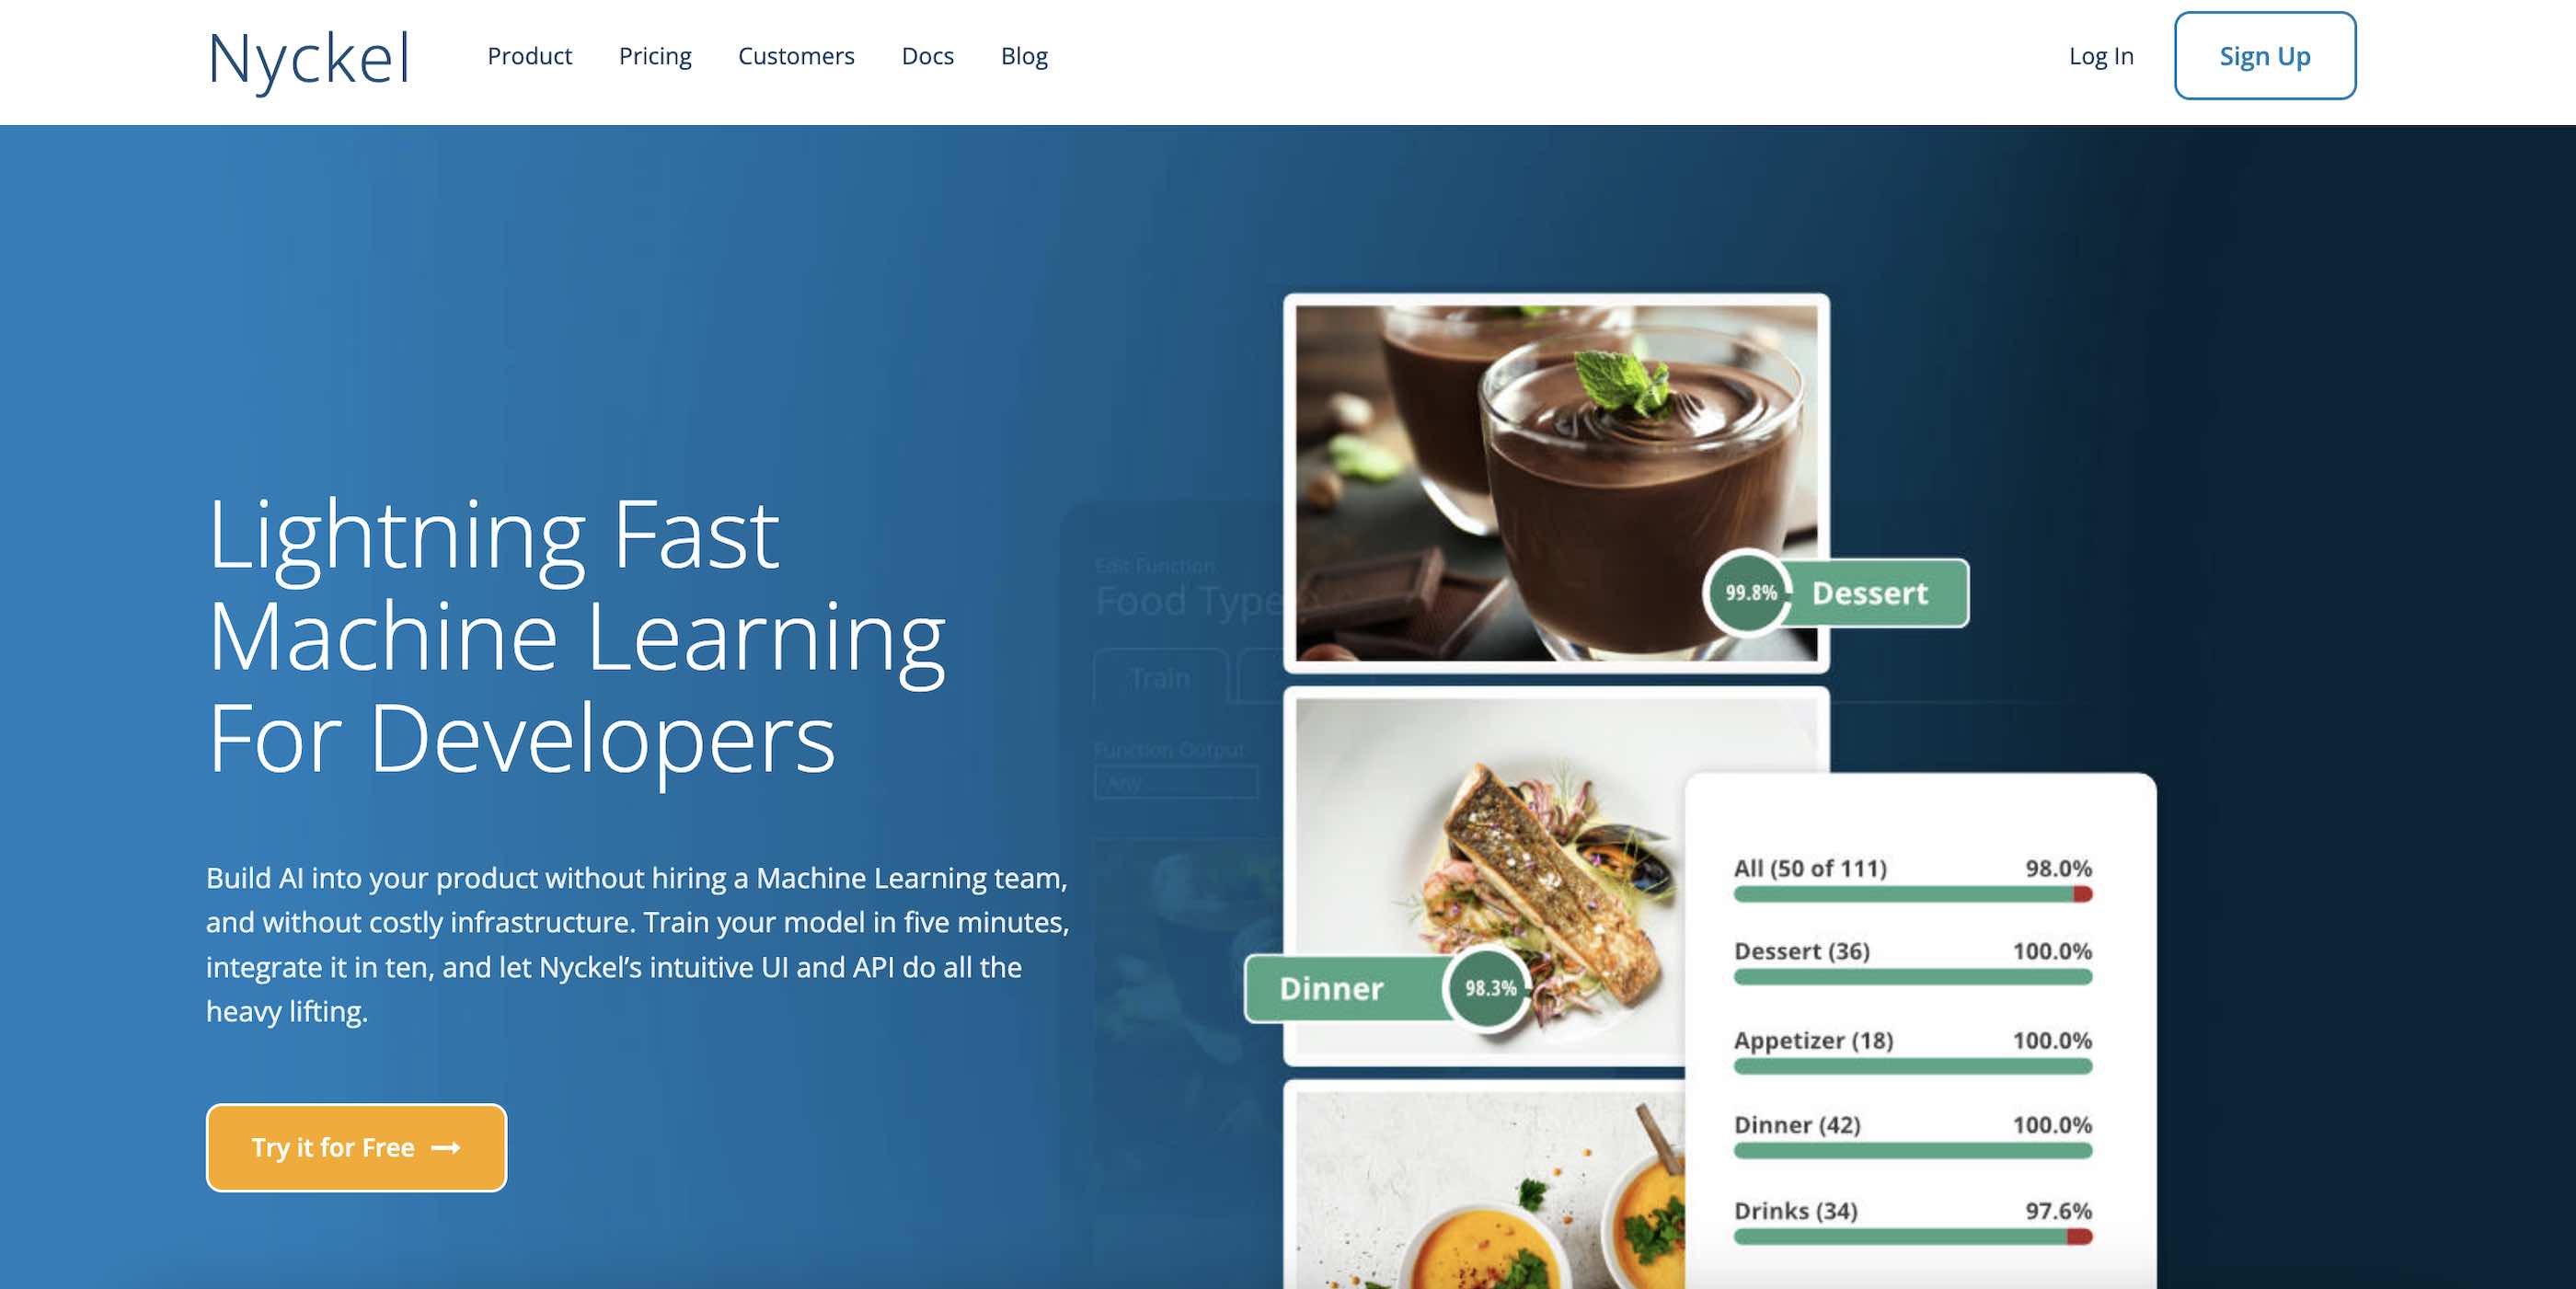 Nyckel
Product
Pricing
Customers
Docs
Blog
Log In
Sign Up
Lightning Fast
Machine Learning
For Developers
Build AI into your product without hiring a Machine Learning team,
and without costly infrastructure. Train your model in five minutes,
integrate it in ten, and let Nyckel’s intuitive UI and API do all the
heavy lifting.
Try it for Free →
Edit Function
Food Type
Train
Function Output
Any
99.8% Dessert
Dinner 98.3%
All (50 of 111) 98.0%
Dessert (36) 100.0%
Appetizer (18) 100.0%
Dinner (42) 100.0%
Drinks (34) 97.6%